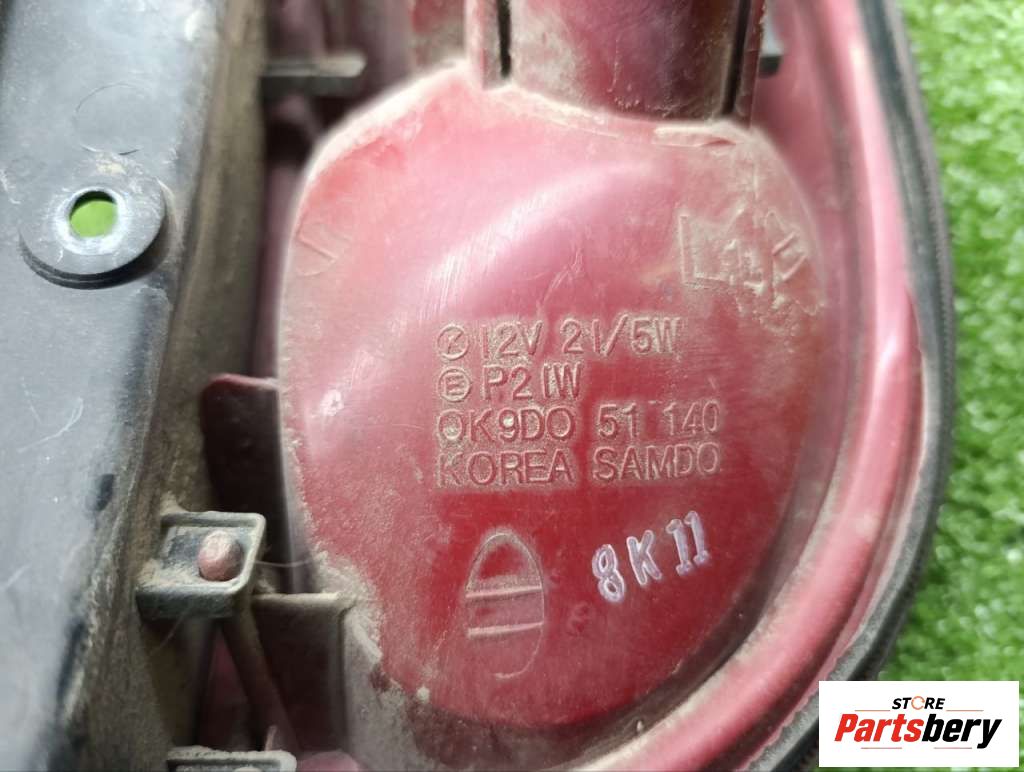 12V 21/5W
E P21W
0K9D0 51 140
KOREA SAMDO
8K11
STORE
Partsbery